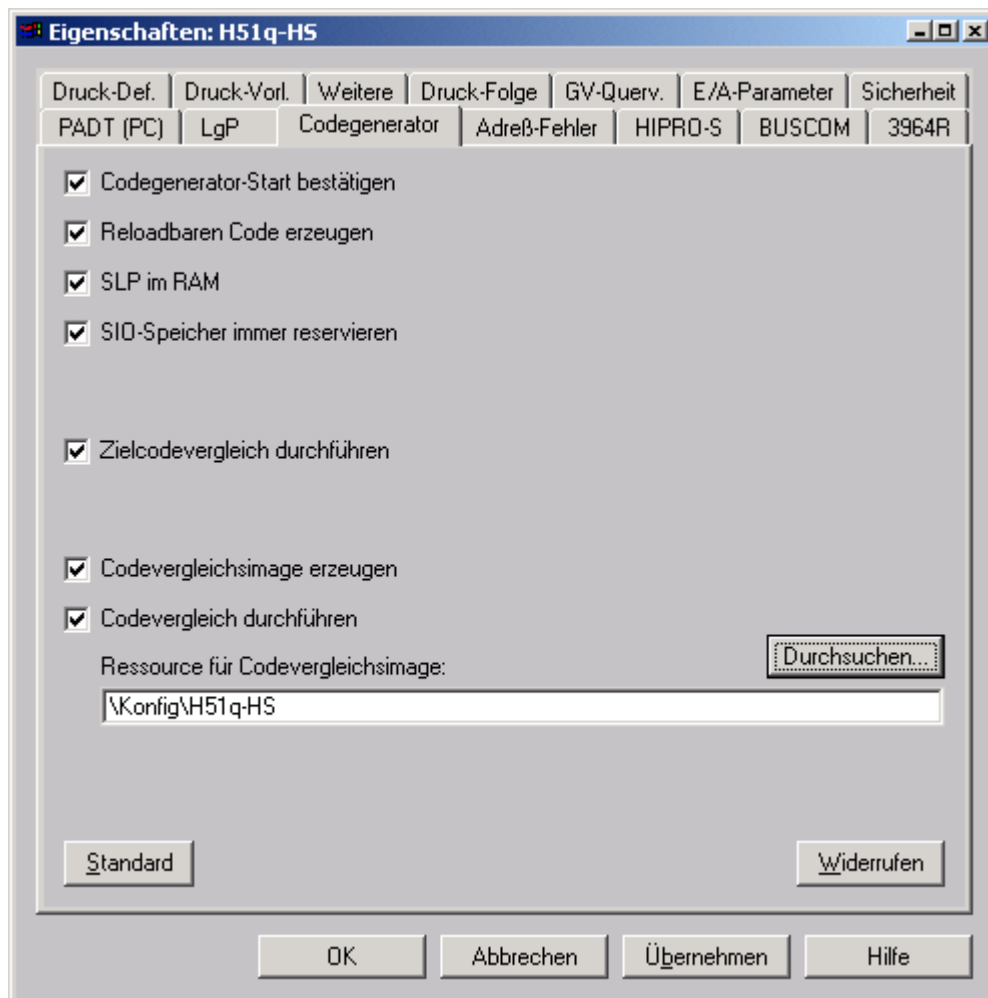 Eigenschaften: H51q-HS
Druck-Def. Druck-Vorl. Weitere Druck-Folge GV-Querv. E/A-Parameter Sicherheit
PADT (PC) LgP Codegenerator Adreß-Fehler HIPRO-S BUSCOM 3964R
Codegenerator-Start bestätigen
Reloadbaren Code erzeugen
SLP im RAM
SIO-Speicher immer reservieren
Zielcodevergleich durchführen
Codevergleichsimage erzeugen
Codevergleich durchführen
Ressource für Codevergleichsimage: Durchsuchen...
\Konfig\H51q-HS
Standard Widerrufen
OK Abbrechen Übernehmen Hilfe